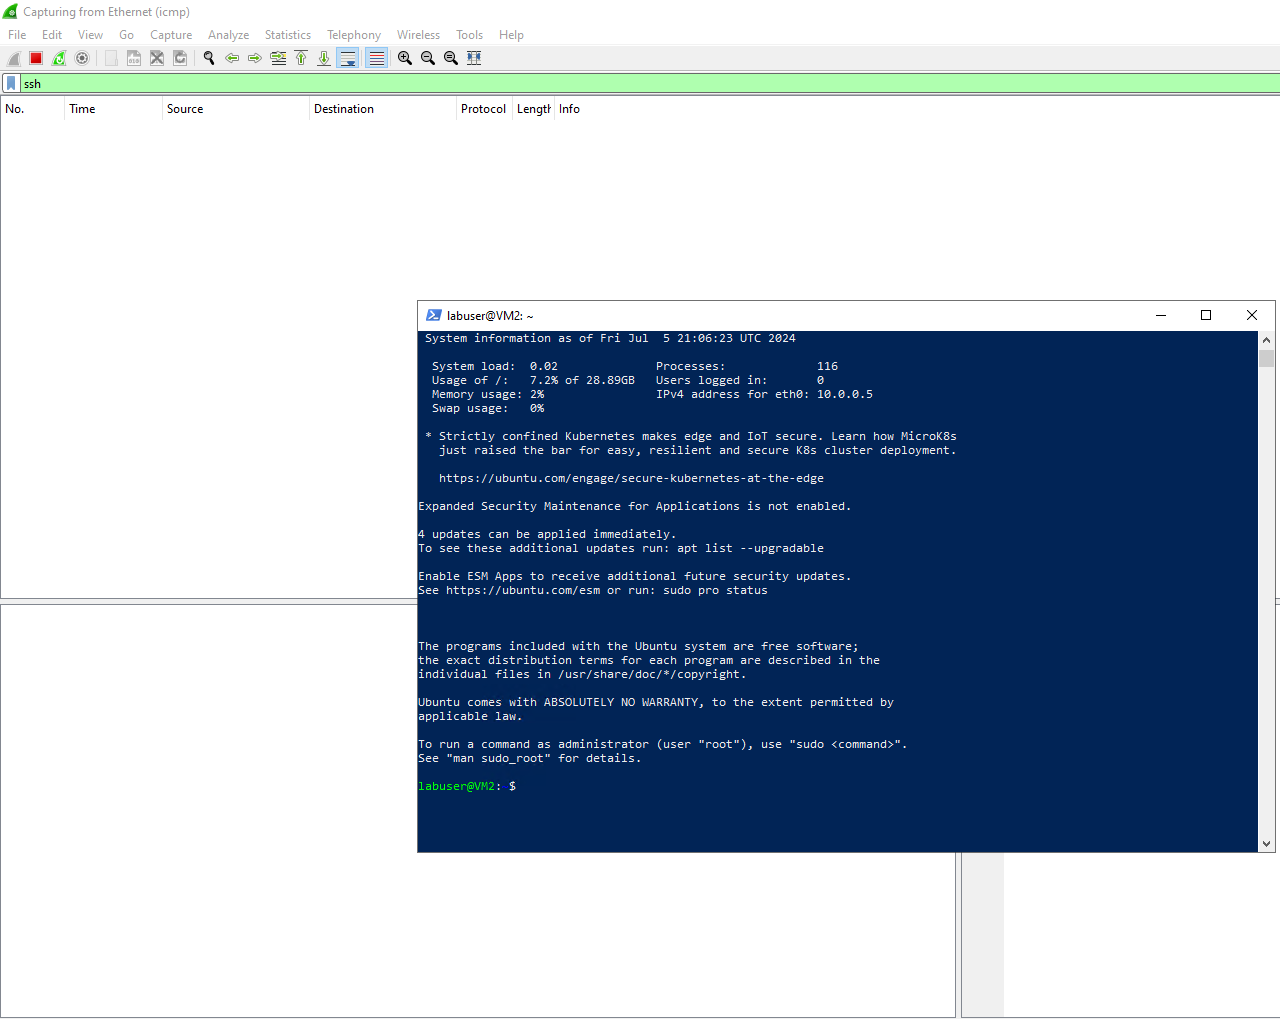 Capturing from Ethernet (icmp)
File Edit View Go Capture Analyze Statistics Telephony Wireless Tools Help
ssh
No. Time Source Destination Protocol Length Info
labuser@VM2: ~
System information as of Fri Jul  5 21:06:23 UTC 2024
System load:  0.02 Processes: 116
Usage of /:   7.2% of 28.89GB Users logged in: 0
Memory usage: 2% IPv4 address for eth0: 10.0.0.5
Swap usage:   0%
* Strictly confined Kubernetes makes edge and IoT secure. Learn how MicroK8s
just raised the bar for easy, resilient and secure K8s cluster deployment.
https://ubuntu.com/engage/secure-kubernetes-at-the-edge
Expanded Security Maintenance for Applications is not enabled.
4 updates can be applied immediately.
To see these additional updates run: apt list --upgradable
Enable ESM Apps to receive additional future security updates.
See https://ubuntu.com/esm or run: sudo pro status
The programs included with the Ubuntu system are free software;
the exact distribution terms for each program are described in the
individual files in /usr/share/doc/*/copyright.
Ubuntu comes with ABSOLUTELY NO WARRANTY, to the extent permitted by
applicable law.
To run a command as administrator (user "root"), use "sudo <command>".
See "man sudo_root" for details.
labuser@VM2: $